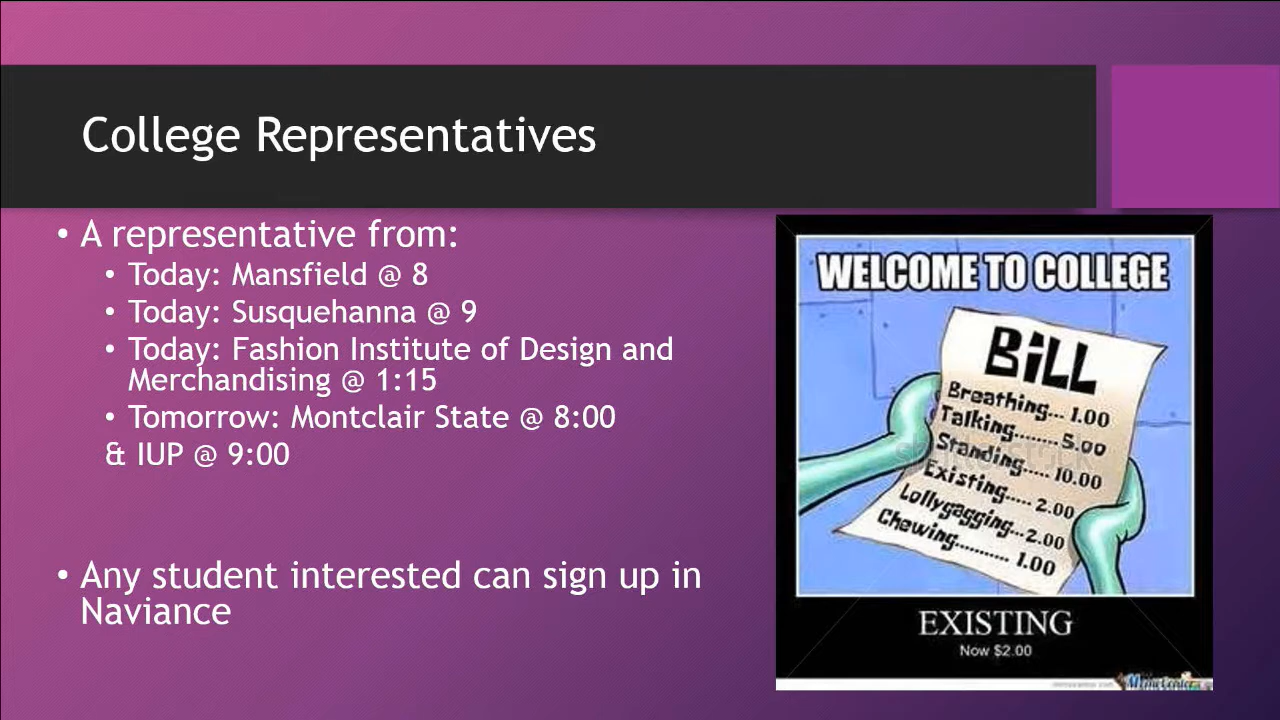 College Representatives
• A representative from:
• Today: Mansfield @ 8
• Today: Susquehanna @ 9
• Today: Fashion Institute of Design and
Merchandising @ 1:15
• Tomorrow: Montclair State @ 8:00
& IUP @ 9:00
• Any student interested can sign up in
Naviance
WELCOME TO COLLEGE
BiLL
Breathing... 1.00
Talking........ 5.00
Standing..... 10.00
Existing..... 2.00
Lollygagging... 2.00
Chewing.......... 1.00
EXISTING
Now $2.00